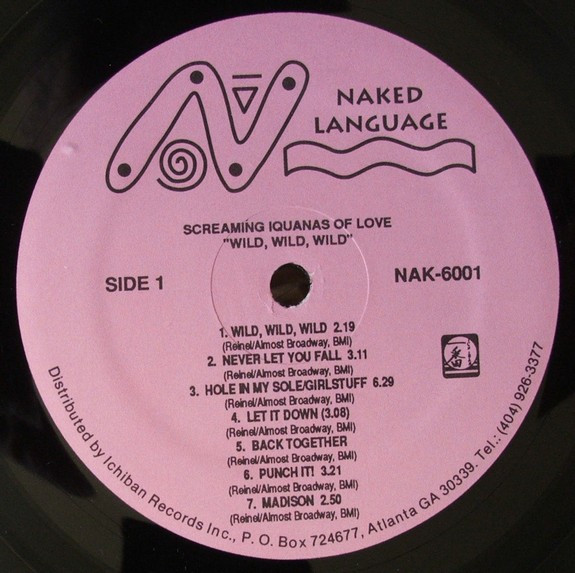 NAKED
LANGUAGE
SCREAMING IQUANAS OF LOVE
"WILD, WILD, WILD"
SIDE 1
NAK-6001
1. WILD, WILD, WILD 2.19
(Reinel/Almost Broadway, BMI)
2. NEVER LET YOU FALL 3.11
(Reinel/Almost Broadway, BMI)
3. HOLE IN MY SOLE/GIRLSTUFF 6.29
(Reinel/Almost Broadway, BMI)
4. LET IT DOWN (3.08)
(Reinel/Almost Broadway, BMI)
5. BACK TOGETHER
(Reinel/Almost Broadway, BMI)
6. PUNCH IT! 3.21
(Reinel/Almost Broadway, BMI)
7. MADISON 2.50
(Reinel/Almost Broadway, BMI)
Distributed by Ichiban Records Inc., P. O. Box 724677, Atlanta GA 30339. Tel.: (404) 926-3377